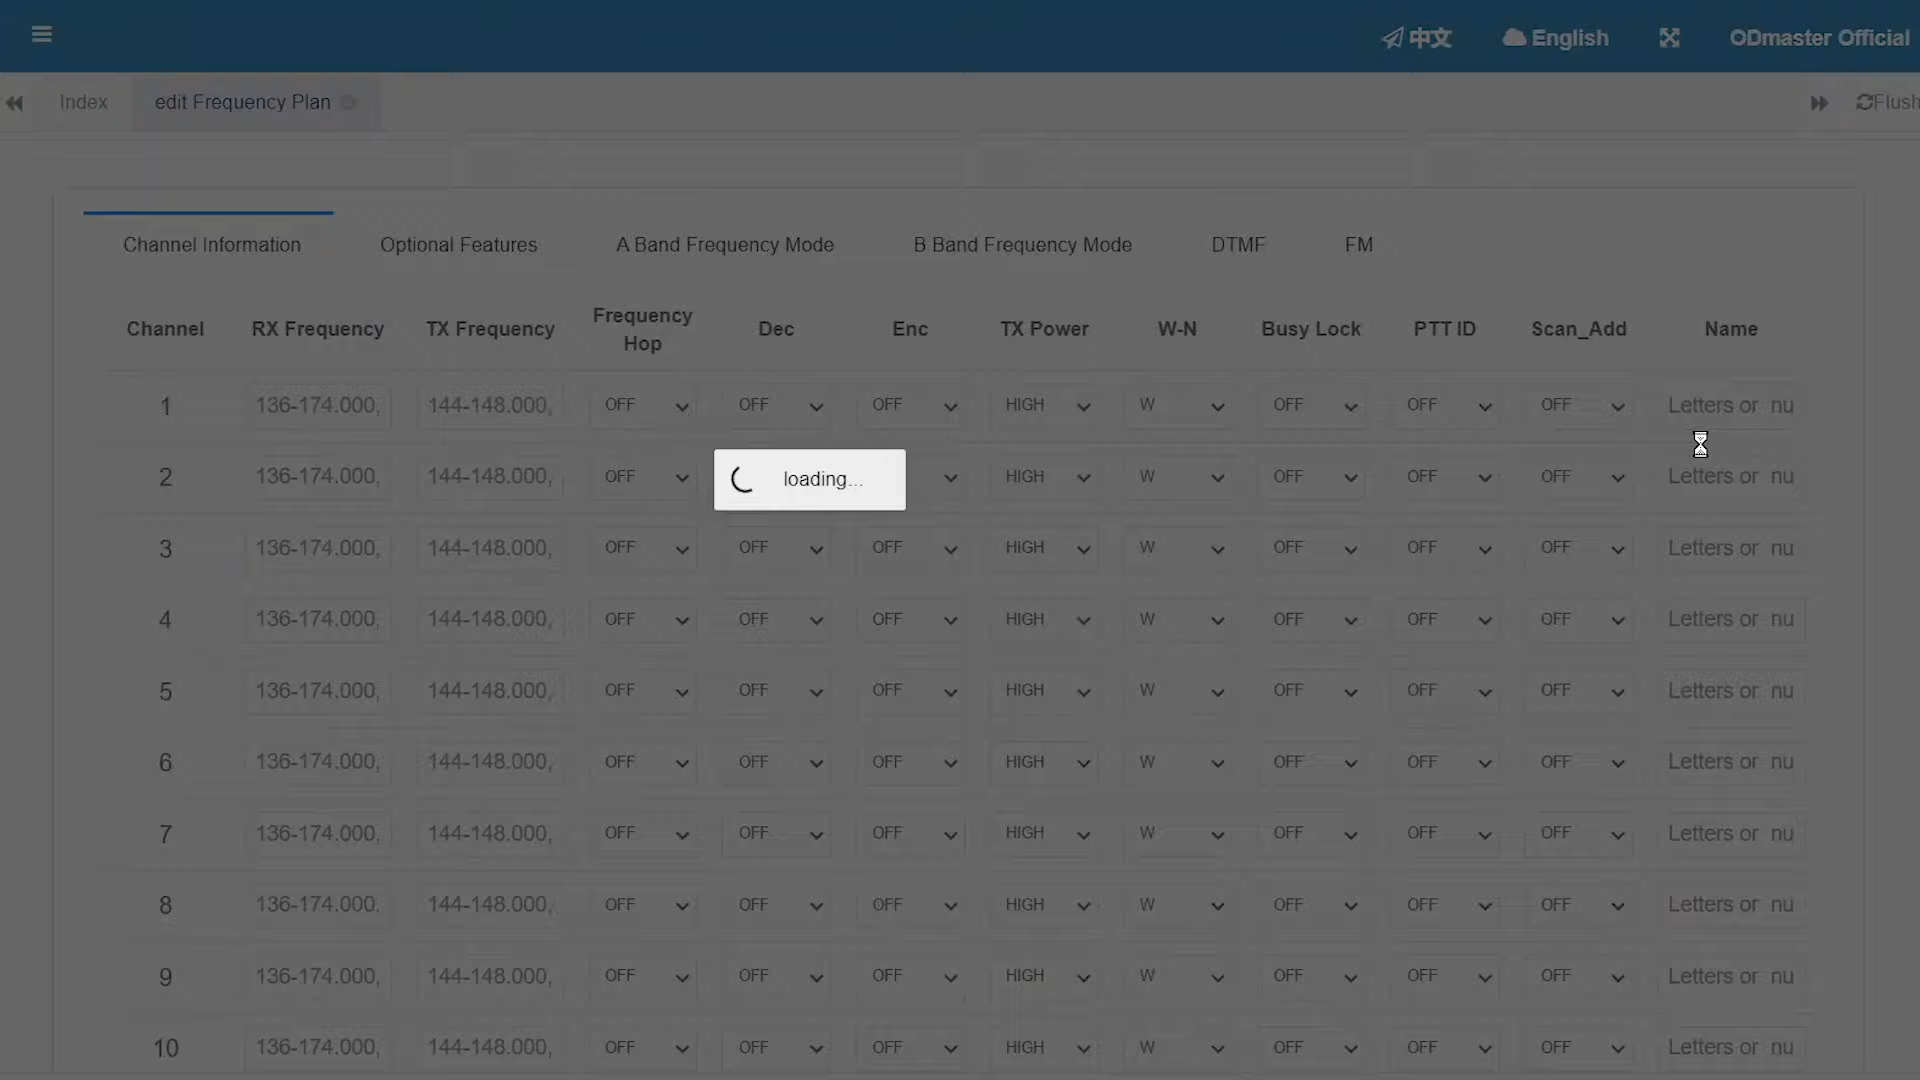 中文 English ODmaster Official
Index edit Frequency Plan Flush
Channel Information Optional Features A Band Frequency Mode B Band Frequency Mode DTMF FM
Channel RX Frequency TX Frequency Frequency Hop Dec Enc TX Power W-N Busy Lock PTT ID Scan_Add Name
1 136-174.000, 144-148.000, OFF OFF OFF HIGH W OFF OFF OFF Letters or nu
2 136-174.000, 144-148.000, OFF HIGH W OFF OFF OFF Letters or nu
loading...
3 136-174.000, 144-148.000, OFF OFF OFF HIGH W OFF OFF OFF Letters or nu
4 136-174.000, 144-148.000, OFF OFF OFF HIGH W OFF OFF OFF Letters or nu
5 136-174.000, 144-148.000, OFF OFF OFF HIGH W OFF OFF OFF Letters or nu
6 136-174.000, 144-148.000, OFF OFF OFF HIGH W OFF OFF OFF Letters or nu
7 136-174.000, 144-148.000, OFF OFF OFF HIGH W OFF OFF OFF Letters or nu
8 136-174.000. 144-148.000, OFF OFF OFF HIGH W OFF OFF OFF Letters or nu
9 136-174.000, 144-148.000, OFF OFF OFF HIGH W OFF OFF OFF Letters or nu
10 136-174.000, 144-148.000, OFF OFF OFF HIGH W OFF OFF OFF Letters or nu